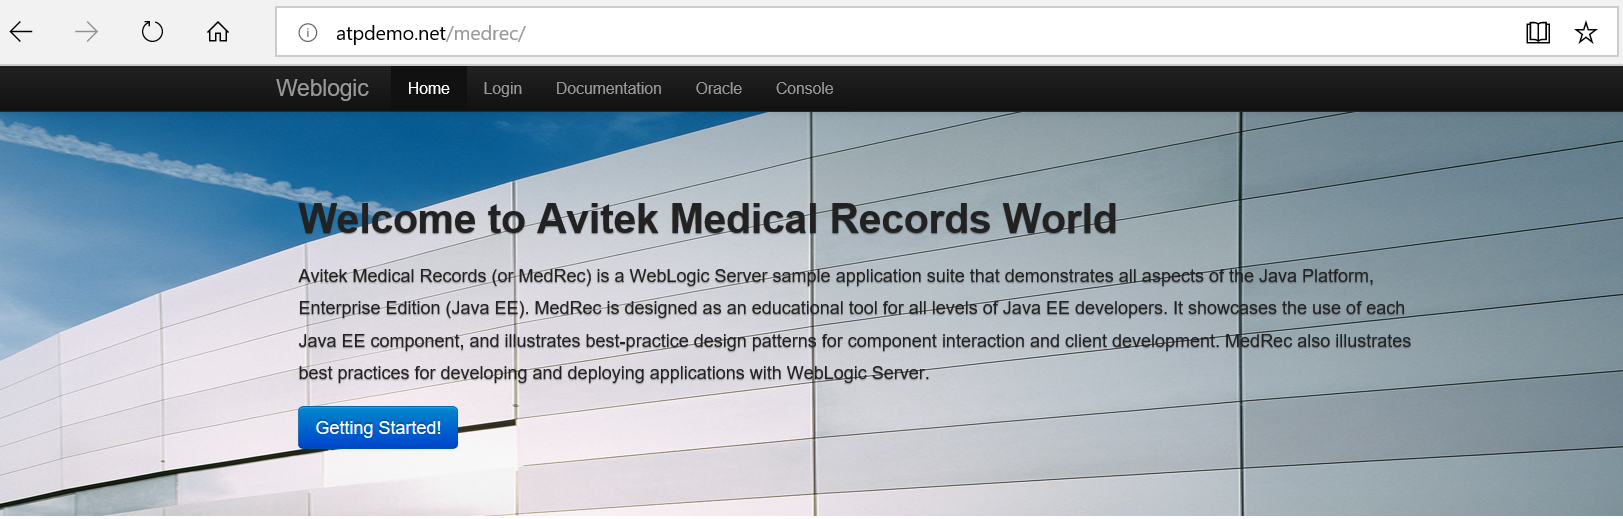 atpdemo.net/medrec/
Weblogic Home Login Documentation Oracle Console
Welcome to Avitek Medical Records World
Avitek Medical Records (or MedRec) is a WebLogic Server sample application suite that demonstrates all aspects of the Java Platform,
Enterprise Edition (Java EE). MedRec is designed as an educational tool for all levels of Java EE developers. It showcases the use of each
Java EE component, and illustrates best-practice design patterns for component interaction and client development. MedRec also illustrates
best practices for developing and deploying applications with WebLogic Server.
Getting Started!